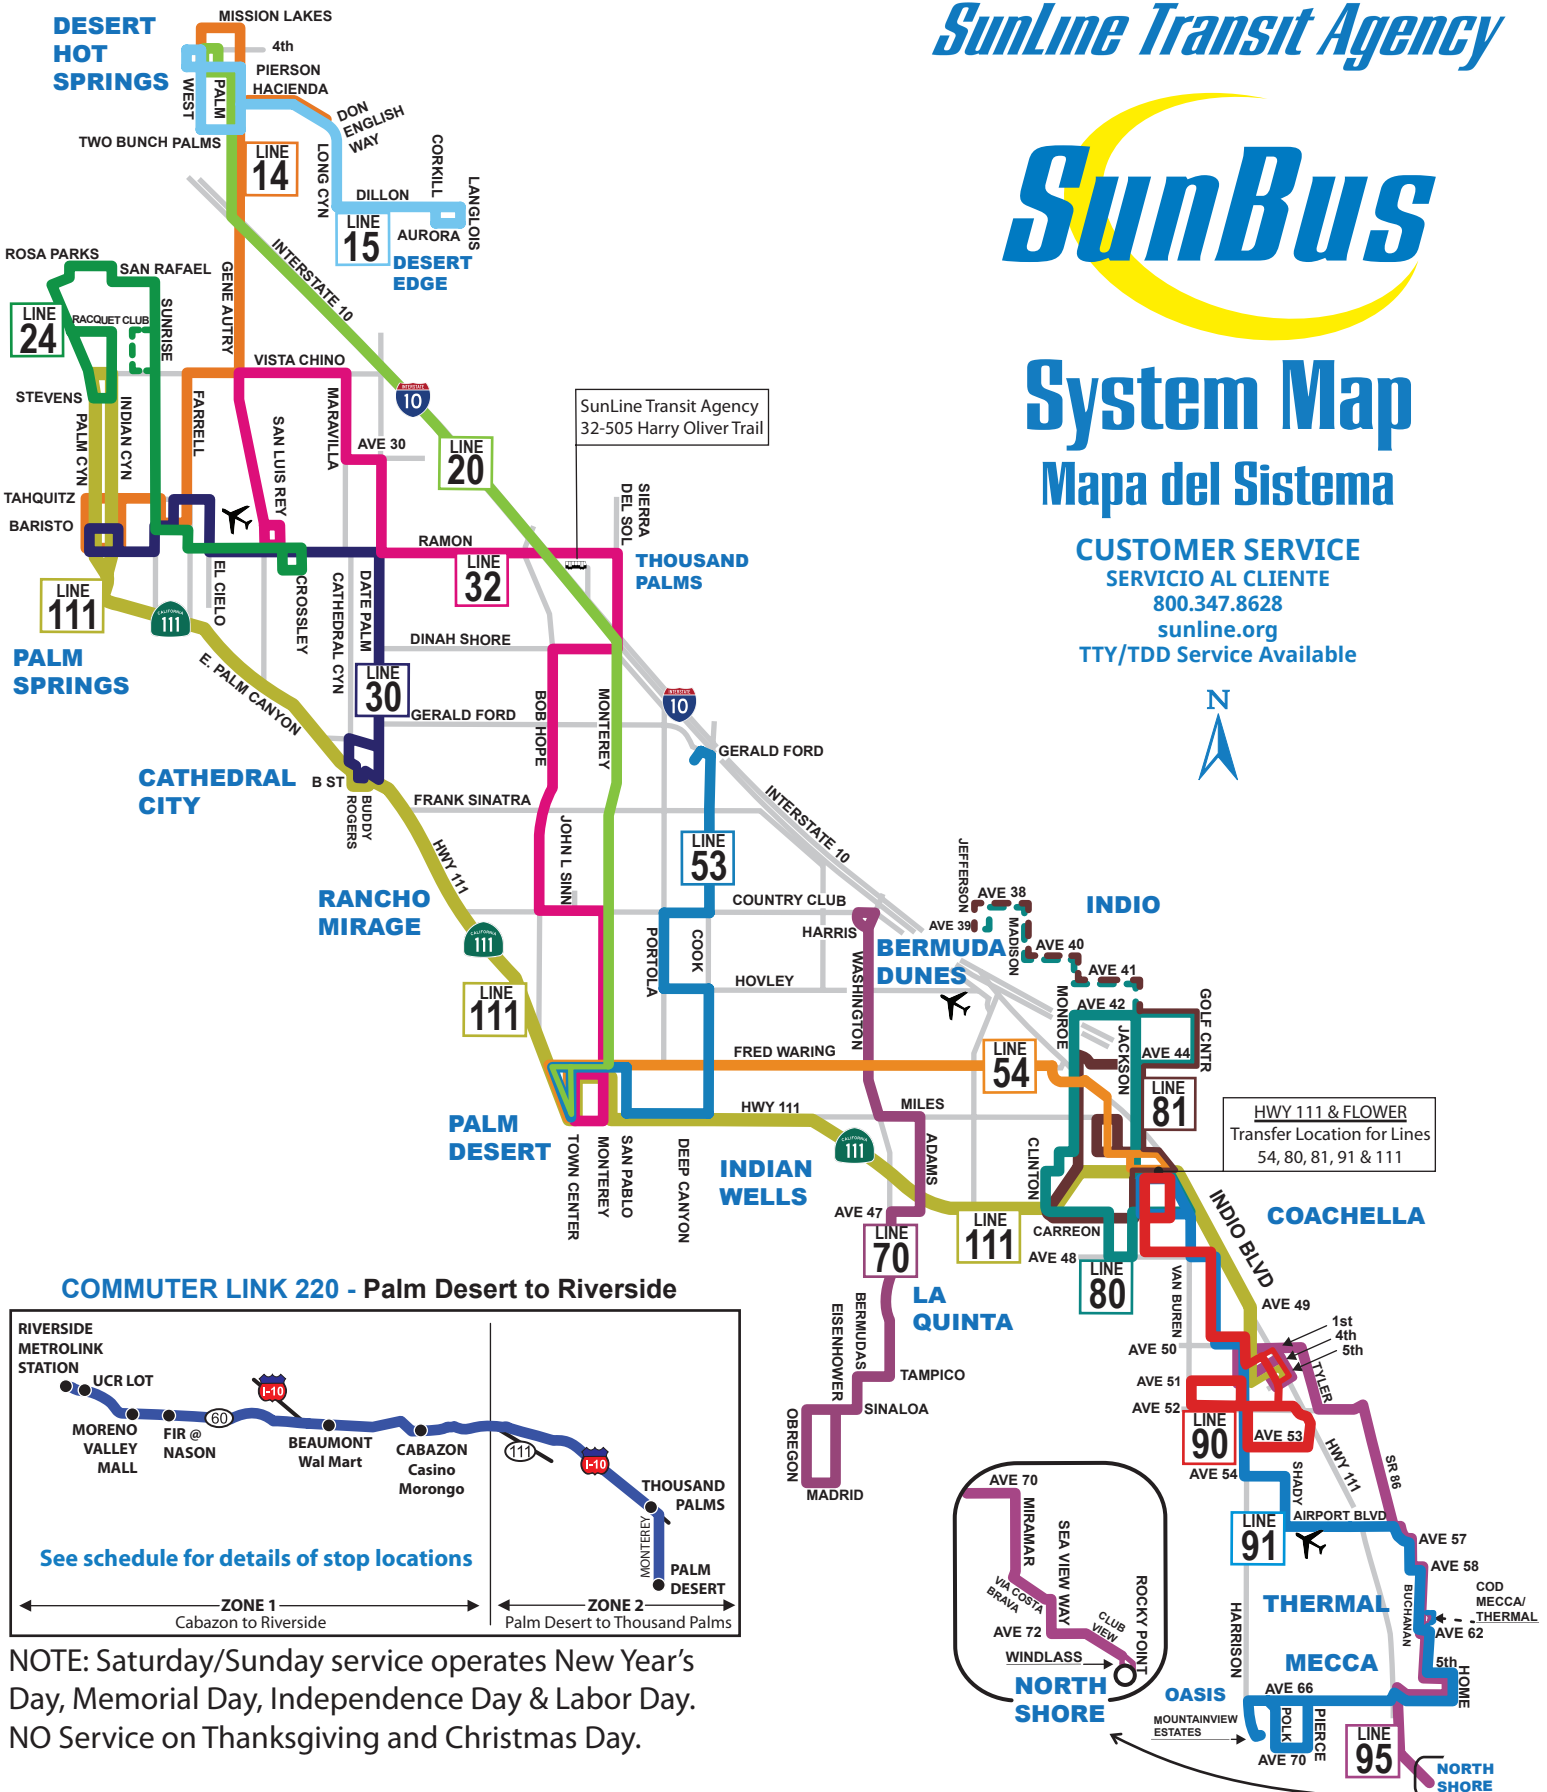 SunLine Transit Agency
SunBus
System Map
Mapa del Sistema
CUSTOMER SERVICE
SERVICIO AL CLIENTE
800.347.8628
sunline.org
TTY/TDD Service Available
N
DESERT
HOT
SPRINGS
MISSION LAKES
4th
PIERSON
HACIENDA
WEST
PALM
DON
ENGLISH
WAY
TWO BUNCH PALMS
LINE
14
LONG CYN
CORKILL
LANGLOIS
DILLON
LINE
15
AURORA
DESERT
EDGE
ROSA PARKS
SAN RAFAEL
GENE AUTRY
INTERSTATE 10
LINE
24
RACQUET CLUB
SUNRISE
VISTA CHINO
STEVENS
PALM CYN
INDIAN CYN
FARRELL
SAN LUIS REY
MARAVILLA
AVE 30
INTERSTATE
10
LINE
20
SunLine Transit Agency
32-505 Harry Oliver Trail
TAHQUITZ
BARISTO
SIERRA
DEL SOL
RAMON
LINE
32
THOUSAND
PALMS
LINE
111
CALIFORNIA
111
EL CIELO
CROSSLEY
CATHEDRAL CYN
DATE PALM
DINAH SHORE
PALM
SPRINGS
E. PALM CANYON
LINE
30
GERALD FORD
BOB HOPE
MONTEREY
INTERSTATE
10
GERALD FORD
CATHEDRAL
CITY
B ST
BUDDY
ROGERS
FRANK SINATRA
INTERSTATE 10
HWY 111
JOHN L SINN
LINE
53
RANCHO
MIRAGE
COUNTRY CLUB
JEFFERSON
AVE 38
INDIO
CALIFORNIA
111
PORTOLA
COOK
HARRIS
AVE 39
MADISON
BERMUDA
DUNES
AVE 40
WASHINGTON
AVE 41
LINE
111
HOVLEY
MONROE
AVE 42
JACKSON
GOLF CNTR
FRED WARING
LINE
54
AVE 44
LINE
81
PALM
DESERT
HWY 111
MILES
HWY 111 & FLOWER
Transfer Location for Lines
54, 80, 81, 91 & 111
CALIFORNIA
111
TOWN CENTER
MONTEREY
SAN PABLO
DEEP CANYON
INDIAN
WELLS
ADAMS
CLINTON
AVE 47
LINE
70
LINE
111
CARREON
AVE 48
LINE
80
INDIO BLVD
COACHELLA
VAN BUREN
LA
QUINTA
BERMUDAS
EISENHOWER
AVE 49
1st
4th
5th
AVE 50
TYLER
TAMPICO
AVE 51
SINALOA
AVE 52
OBREGON
LINE
90
AVE 53
MADRID
AVE 54
SHADY
HWY 111
SR 86
AIRPORT BLVD
LINE
91
AVE 57
AVE 58
BUCHANAN
COD
MECCA/
THERMAL
THERMAL
AVE 62
HARRISON
MECCA
5th
HOME
OASIS
AVE 66
MOUNTAINVIEW
ESTATES
POLK
PIERCE
AVE 70
LINE
95
NORTH
SHORE
AVE 70
MIRAMAR
SEA VIEW WAY
VIA COSTA
BRAVA
CLUB
VIEW
ROCKY POINT
AVE 72
WINDLASS
NORTH
SHORE
COMMUTER LINK 220 - Palm Desert to Riverside
RIVERSIDE
METROLINK
STATION
UCR LOT
MORENO
VALLEY
MALL
FIR @
NASON
60
I-10
BEAUMONT
Wal Mart
CABAZON
Casino
Morongo
111
I-10
THOUSAND
PALMS
MONTEREY
PALM
DESERT
See schedule for details of stop locations
ZONE 1
Cabazon to Riverside
ZONE 2
Palm Desert to Thousand Palms
NOTE: Saturday/Sunday service operates New Year's
Day, Memorial Day, Independence Day & Labor Day.
NO Service on Thanksgiving and Christmas Day.